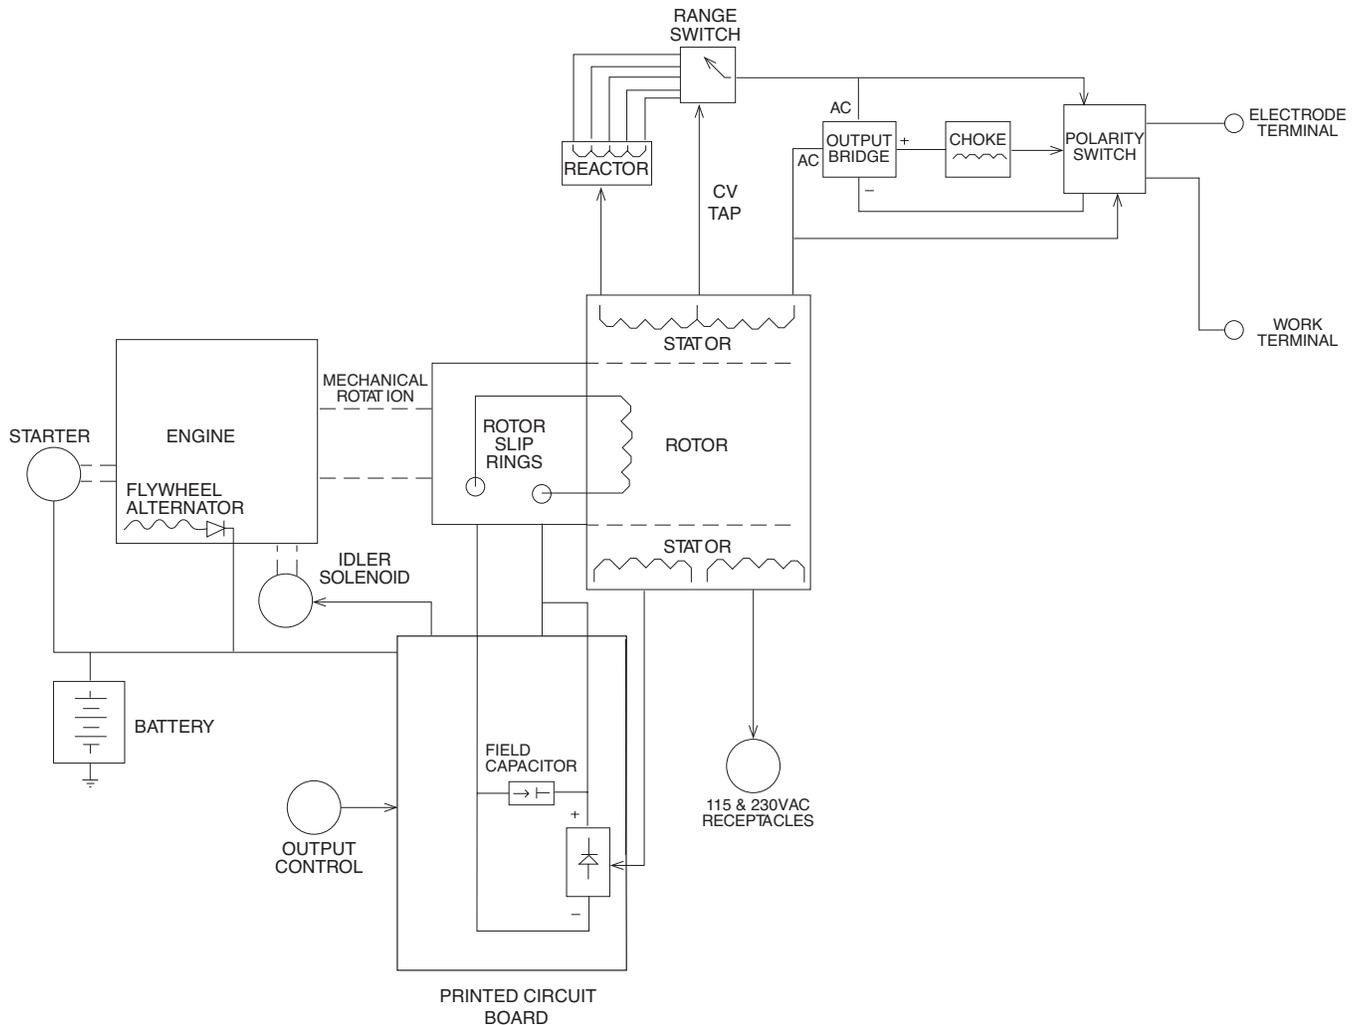 RANGE
SWITCH
AC
OUTPUT
BRIDGE
+
AC
–
CHOKE
POLARITY
SWITCH
ELECTRODE
TERMINAL
REACTOR
CV
TAP
WORK
TERMINAL
STATOR
MECHANICAL
ROTATION
STARTER
ENGINE
ROTOR
SLIP
RINGS
ROTOR
FLYWHEEL
ALTERNATOR
STATOR
IDLER
SOLENOID
BATTERY
FIELD
CAPACITOR
+
–
115 & 230VAC
RECEPTACLES
OUTPUT
CONTROL
PRINTED CIRCUIT
BOARD